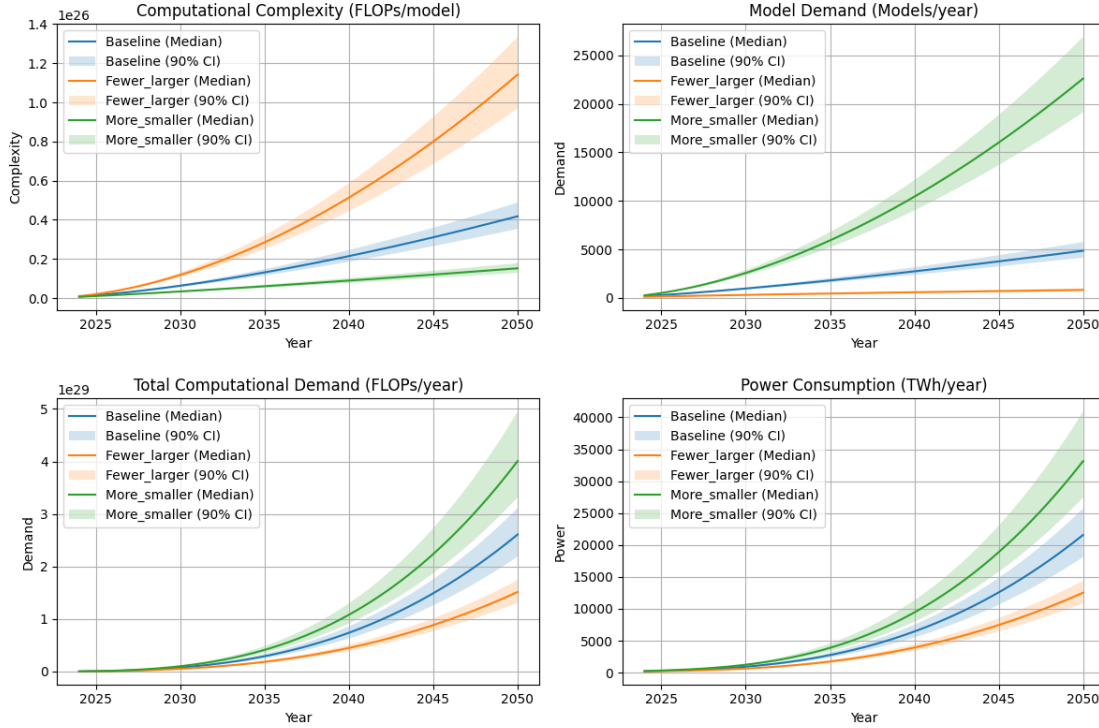 Computational Complexity (FLOPs/model)
1e26
1.4
1.2
1.0
0.8
0.6
0.4
0.2
0.0
Complexity
Baseline (Median)
Baseline (90% CI)
Fewer_larger (Median)
Fewer_larger (90% CI)
More_smaller (Median)
More_smaller (90% CI)
2025 2030 2035 2040 2045 2050
Year
Model Demand (Models/year)
25000
20000
15000
10000
5000
0
Demand
Baseline (Median)
Baseline (90% CI)
Fewer_larger (Median)
Fewer_larger (90% CI)
More_smaller (Median)
More_smaller (90% CI)
2025 2030 2035 2040 2045 2050
Year
Total Computational Demand (FLOPs/year)
1e29
5
4
3
2
1
0
Demand
Baseline (Median)
Baseline (90% CI)
Fewer_larger (Median)
Fewer_larger (90% CI)
More_smaller (Median)
More_smaller (90% CI)
2025 2030 2035 2040 2045 2050
Year
Power Consumption (TWh/year)
40000
35000
30000
25000
20000
15000
10000
5000
0
Power
Baseline (Median)
Baseline (90% CI)
Fewer_larger (Median)
Fewer_larger (90% CI)
More_smaller (Median)
More_smaller (90% CI)
2025 2030 2035 2040 2045 2050
Year